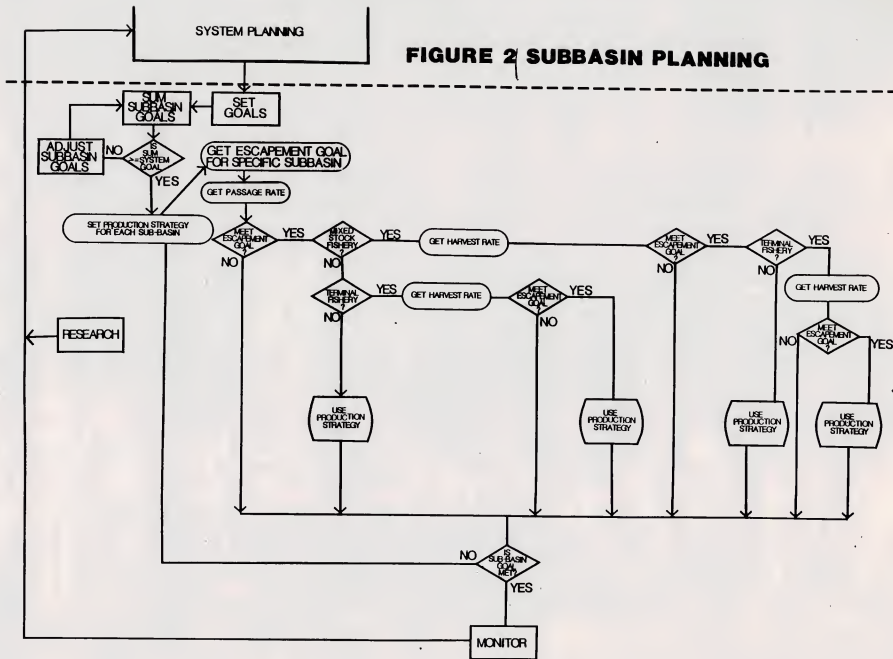 SYSTEM PLANNING
FIGURE 2 SUBBASIN PLANNING
SUM
SUBBASIN
GOALS
SET
GOALS
ADJUST
SUBBASIN
GOALS
NO
IS
SUM
>=SYSTEM
GOAL
YES
GET ESCAPEMENT GOAL
FOR SPECIFIC SUBBASIN
GET PASSAGE RATE
SET PRODUCTION STRATEGY
FOR EACH SUB-BASIN
MEET
ESCAPEMENT
GOAL
?
YES
NO
MIXED
STOCK
FISHERY
?
YES
NO
GET HARVEST RATE
MEET
ESCAPEMENT
GOAL
?
YES
NO
TERMINAL
FISHERY
?
YES
NO
GET HARVEST RATE
TERMINAL
FISHERY
?
YES
NO
GET HARVEST RATE
MEET
ESCAPEMENT
GOAL
?
YES
NO
MEET
ESCAPEMENT
GOAL
?
NO
YES
RESEARCH
USE
PRODUCTION
STRATEGY
USE
PRODUCTION
STRATEGY
USE
PRODUCTION
STRATEGY
USE
PRODUCTION
STRATEGY
NO
IS
SUB-BASIN
GOAL
MET?
YES
MONITOR